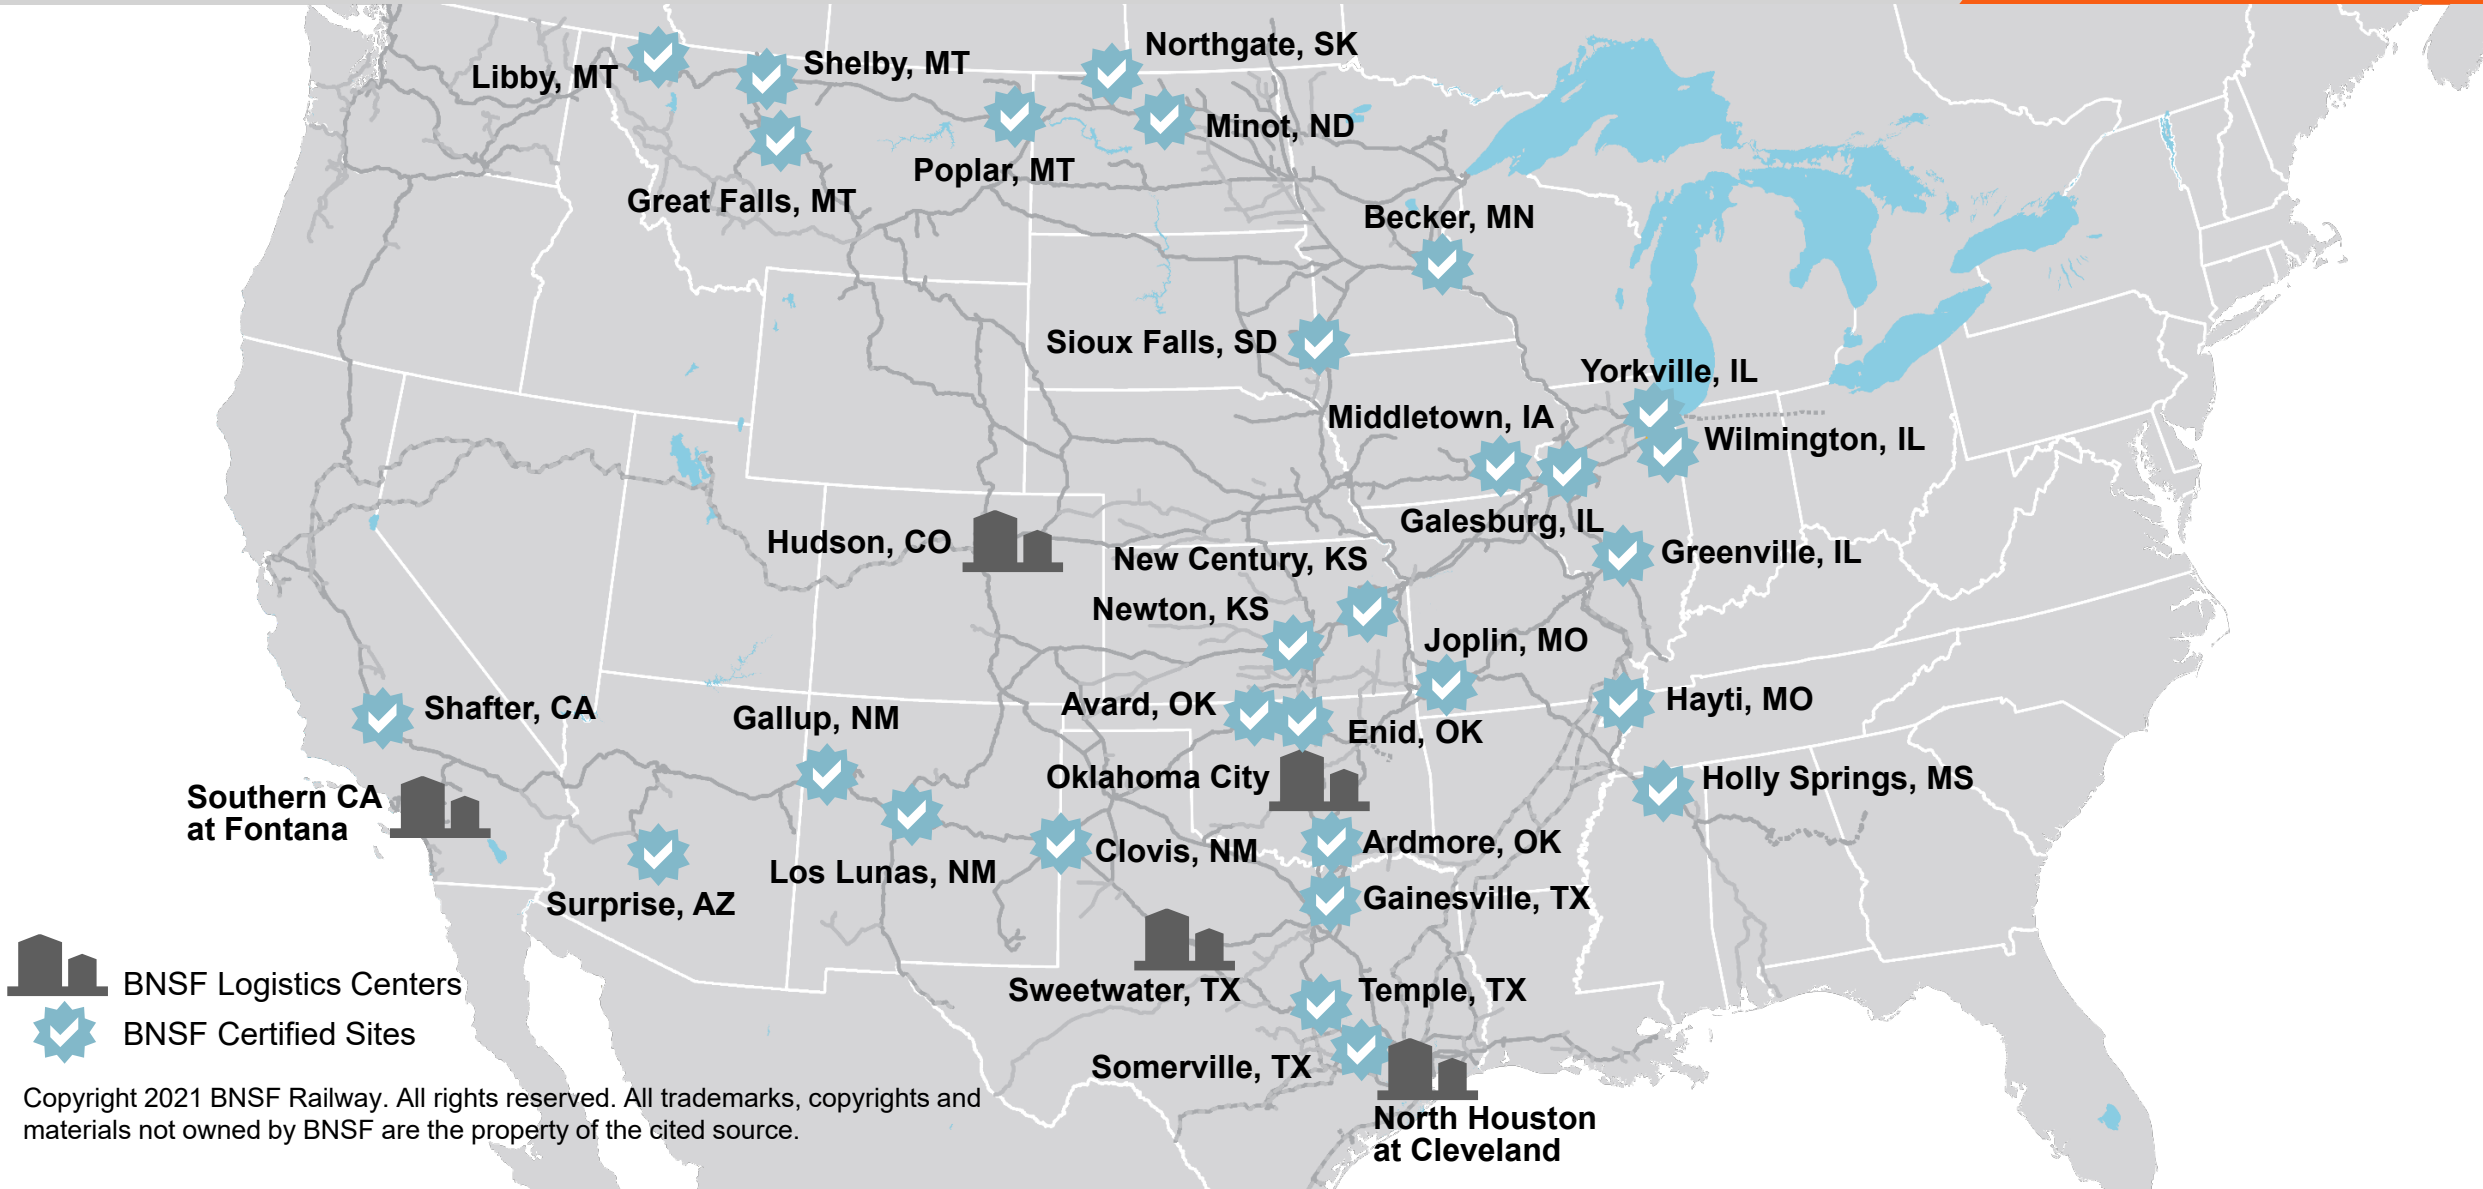 Northgate, SK
Shelby, MT
Libby, MT
Minot, ND
Poplar, MT
Great Falls, MT
Becker, MN
Sioux Falls, SD
Yorkville, IL
Middletown, IA
Wilmington, IL
Galesburg, IL
Hudson, CO
Greenville, IL
New Century, KS
Newton, KS
Joplin, MO
Hayti, MO
Avard, OK
Shafter, CA
Gallup, NM
Enid, OK
Oklahoma City
Holly Springs, MS
Southern CA
at Fontana
Ardmore, OK
Clovis, NM
Los Lunas, NM
Gainesville, TX
Surprise, AZ
BNSF Logistics Centers
Sweetwater, TX
Temple, TX
BNSF Certified Sites
Somerville, TX
Copyright 2021 BNSF Railway. All rights reserved. All trademarks, copyrights and
materials not owned by BNSF are the property of the cited source.
North Houston
at Cleveland